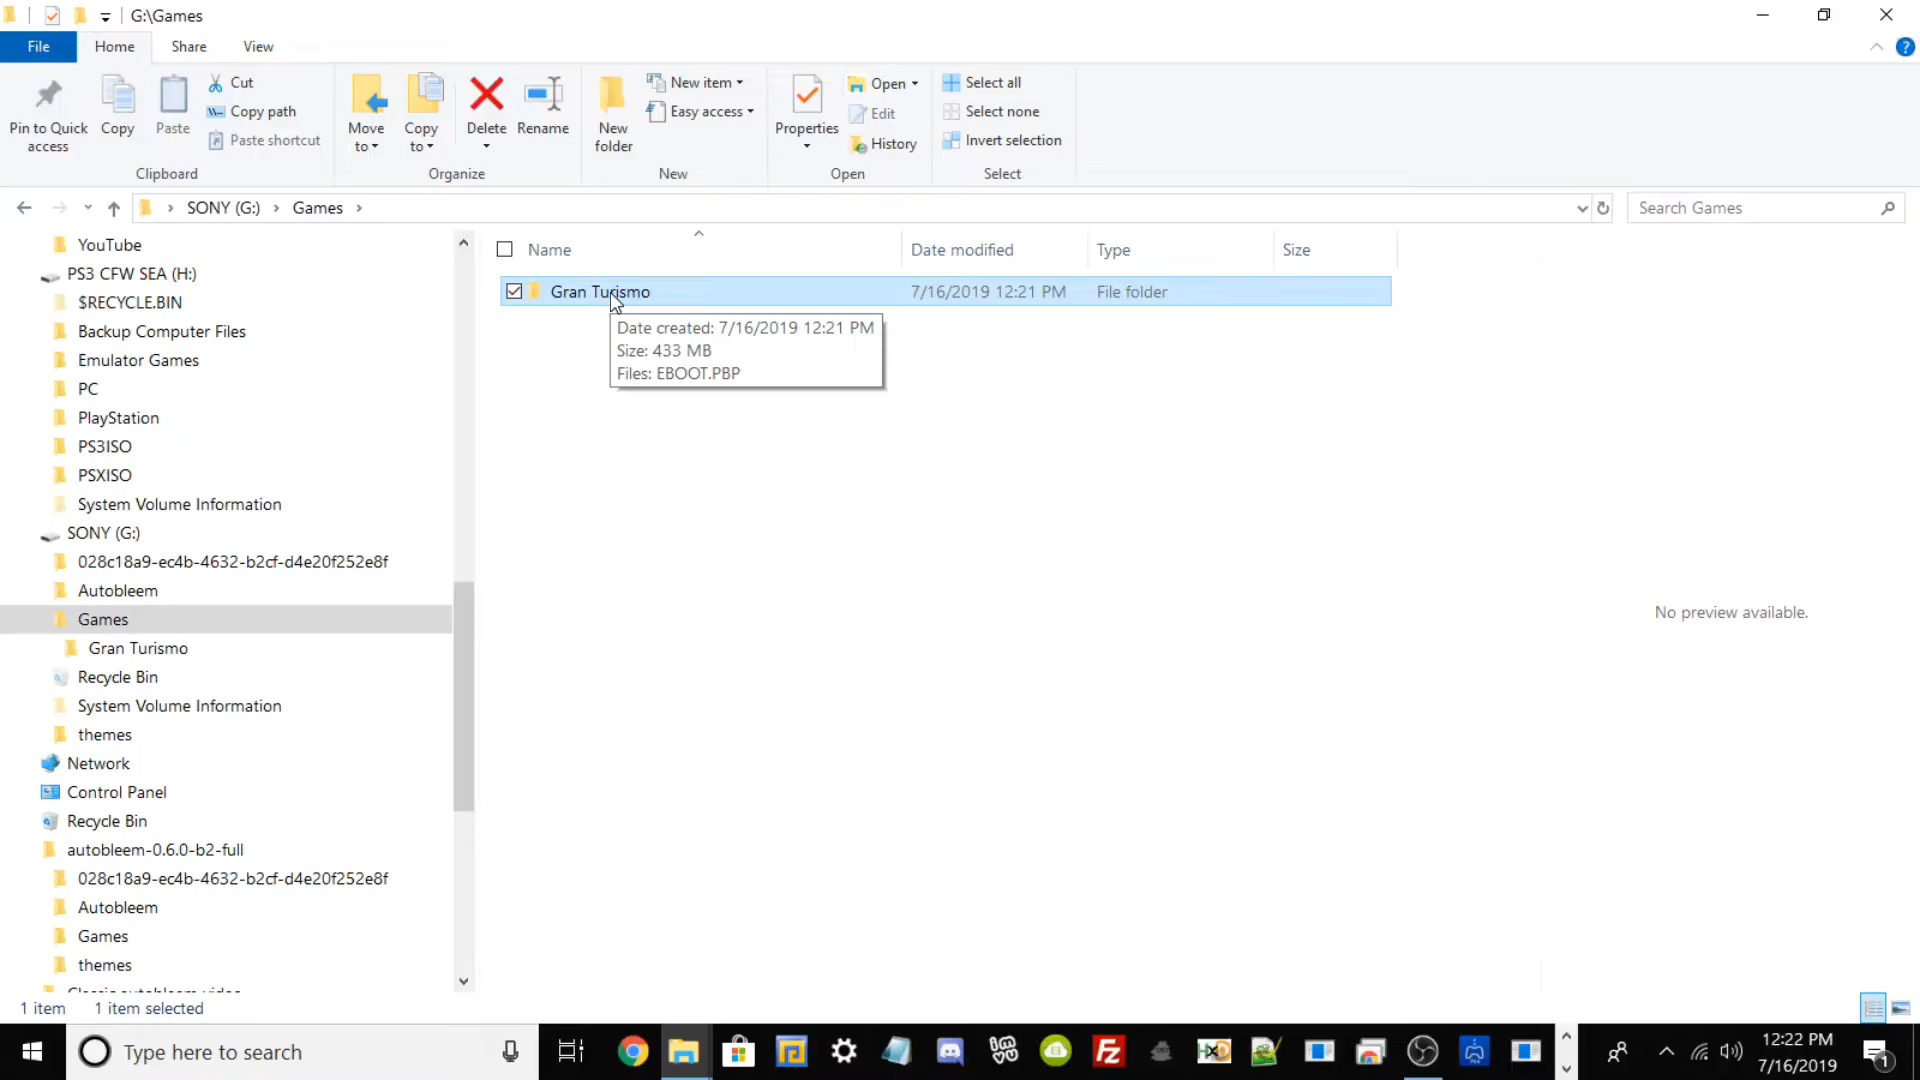 G:\Games
File
Home
Share
View
Pin to Quick access
Copy
Paste
Cut
Copy path
Paste shortcut
Clipboard
Move to
Copy to
Delete
Rename
Organize
New folder
New item
Easy access
New
Properties
Open
Edit
History
Open
Select all
Select none
Invert selection
Select
SONY (G:) > Games >
Search Games
YouTube
PS3 CFW SEA (H:)
$RECYCLE.BIN
Backup Computer Files
Emulator Games
PC
PlayStation
PS3ISO
PSXISO
System Volume Information
SONY (G:)
028c18a9-ec4b-4632-b2cf-d4e20f252e8f
Autobleem
Games
Gran Turismo
Recycle Bin
System Volume Information
themes
Network
Control Panel
Recycle Bin
autobleem-0.6.0-b2-full
028c18a9-ec4b-4632-b2cf-d4e20f252e8f
Autobleem
Games
themes
Name
Date modified
Type
Size
Gran Turismo
7/16/2019 12:21 PM
File folder
Date created: 7/16/2019 12:21 PM
Size: 433 MB
Files: EBOOT.PBP
No preview available.
1 item
1 item selected
Type here to search
12:22 PM
7/16/2019
1